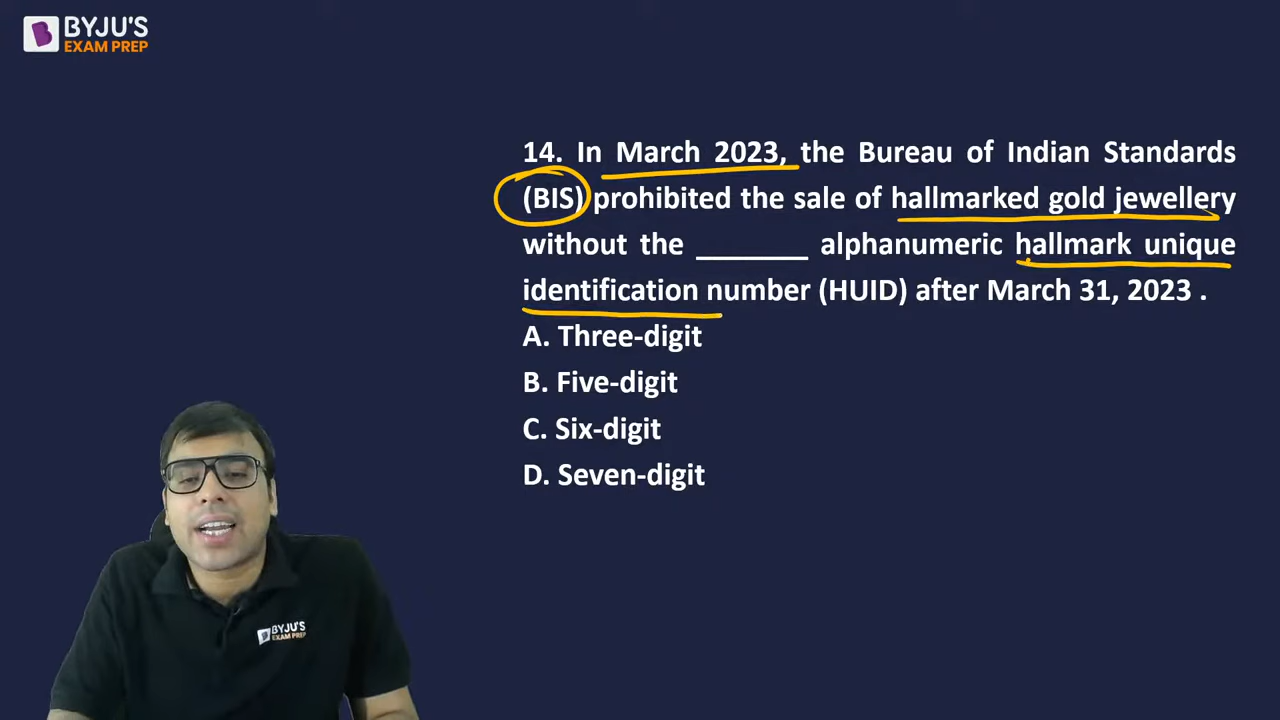 BYJU'S
EXAM PREP
14. In March 2023, the Bureau of Indian Standards
(BIS) prohibited the sale of hallmarked gold jewellery
without the _______ alphanumeric hallmark unique
identification number (HUID) after March 31, 2023 .
A. Three-digit
B. Five-digit
C. Six-digit
D. Seven-digit
BYJU'S
EXAM PREP